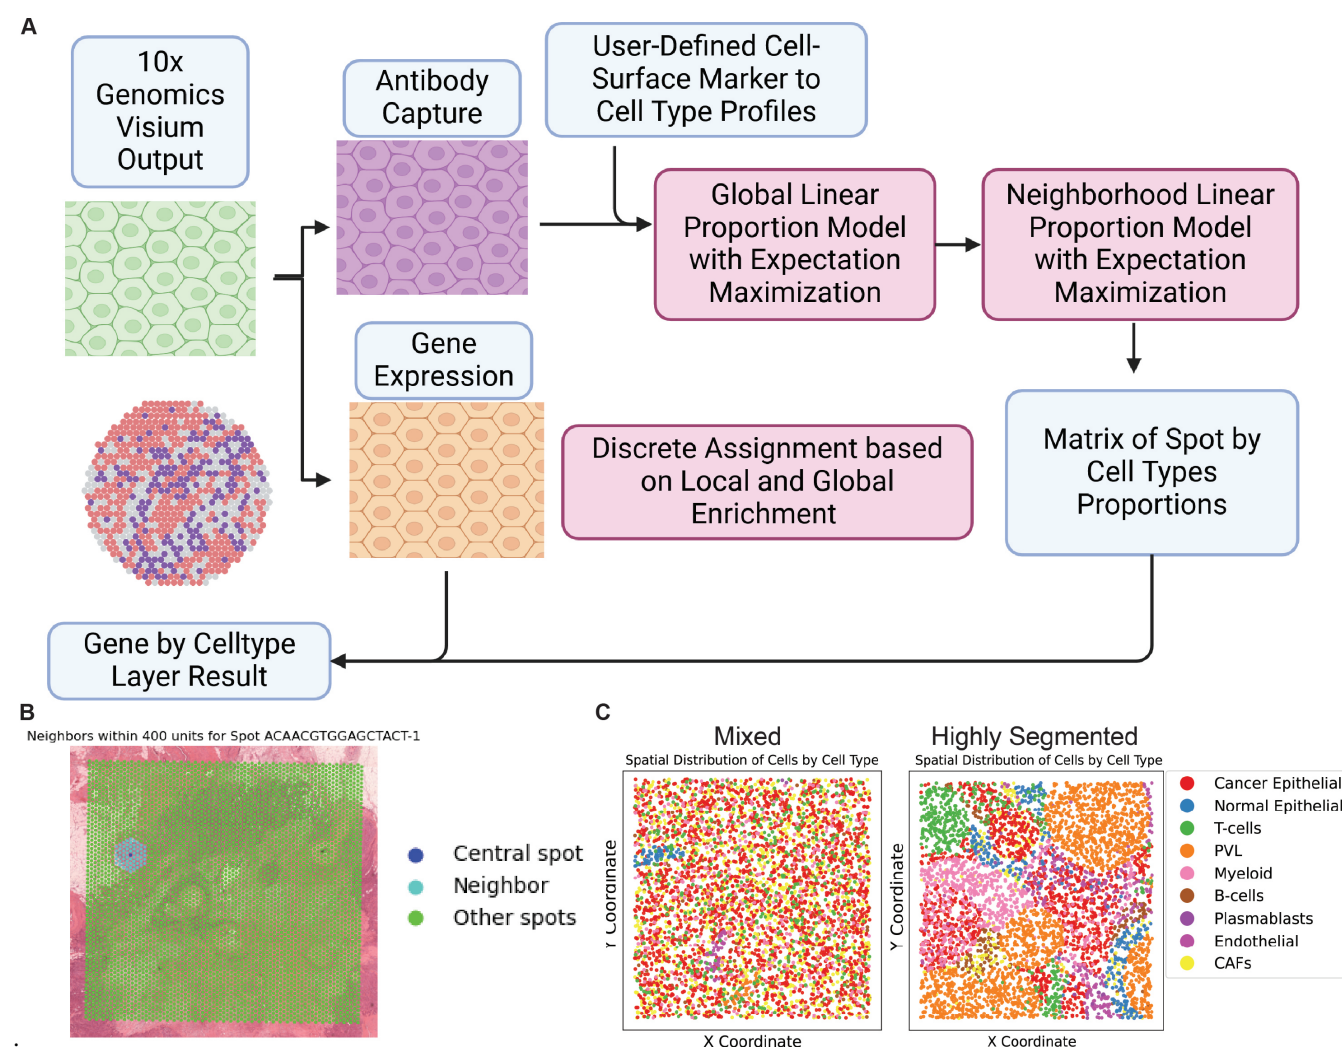 A
10x
Genomics
Visium
Output
Antibody
Capture
User-Defined Cell-
Surface Marker to
Cell Type Profiles
Global Linear
Proportion Model
with Expectation
Maximization
Neighborhood Linear
Proportion Model
with Expectation
Maximization
Gene
Expression
Discrete Assignment based
on Local and Global
Enrichment
Matrix of Spot by
Cell Types
Proportions
Gene by Celltype
Layer Result
B
Neighbors within 400 units for Spot ACAACGTGGAGCTACT-1
Central spot
Neighbor
Other spots
C
Mixed
Spatial Distribution of Cells by Cell Type
Y Coordinate
X Coordinate
Highly Segmented
Spatial Distribution of Cells by Cell Type
Y Coordinate
X Coordinate
Cancer Epithelial
Normal Epithelial
T-cells
PVL
Myeloid
B-cells
Plasmablasts
Endothelial
CAFs